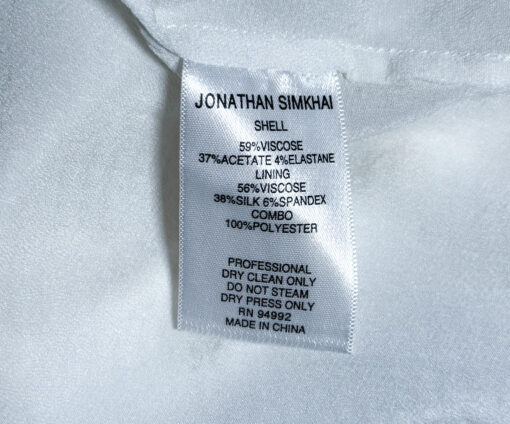 JONATHAN SIMKHAI
SHELL
59%VISCOSE
37%ACETATE 4%ELASTANE
LINING
56%VISCOSE
38%SILK 6%SPANDEX
COMBO
100%POLYESTER
PROFESSIONAL
DRY CLEAN ONLY
DO NOT STEAM
DRY PRESS ONLY
RN 94992
MADE IN CHINA